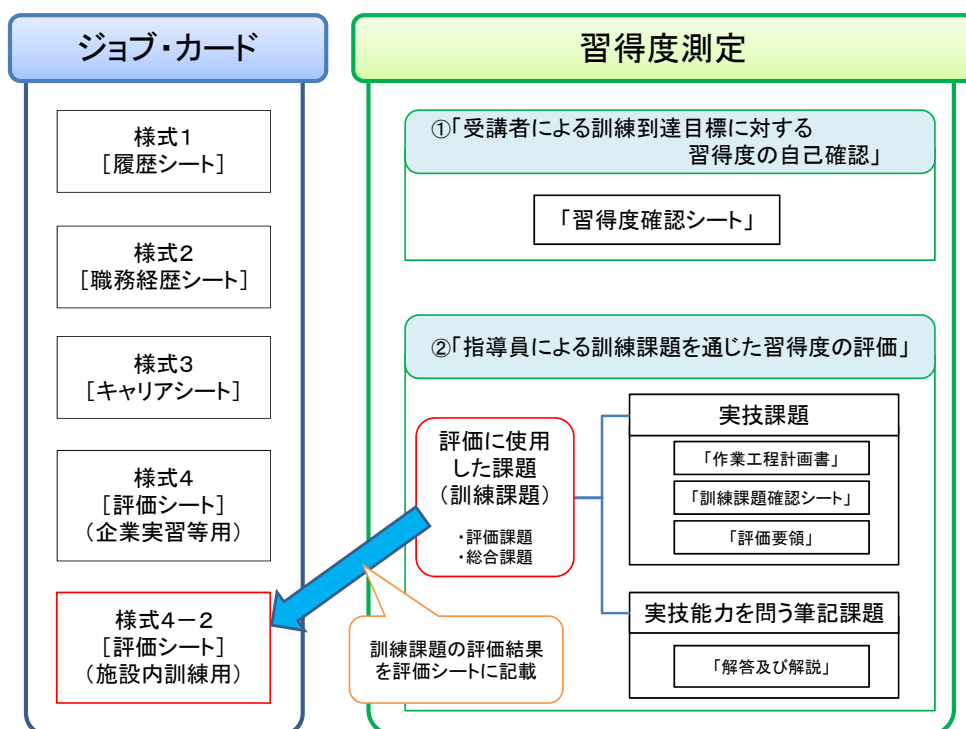 ジョブ・カード
様式1
［履歴シート］
様式2
［職務経歴シート］
様式3
［キャリアシート］
様式4
［評価シート］
（企業実習等用）
様式4－2
［評価シート］
（施設内訓練用）
習得度測定
①「受講者による訓練到達目標に対する
習得度の自己確認」
「習得度確認シート」
②「指導員による訓練課題を通じた習得度の評価」
評価に使用
した課題
（訓練課題）
・評価課題
・総合課題
訓練課題の評価結果
を評価シートに記載
実技課題
「作業工程計画書」
「訓練課題確認シート」
「評価要領」
実技能力を問う筆記課題
「解答及び解説」